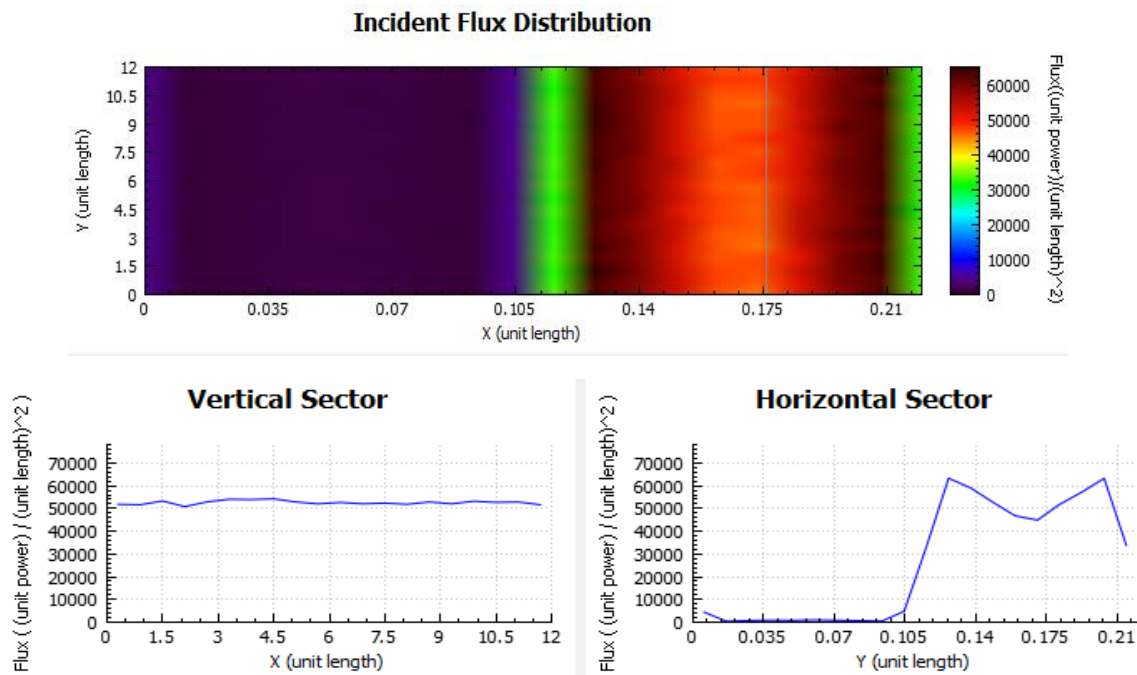 Incident Flux Distribution
12
10.5
9
7.5
6
4.5
3
1.5
0
Y (unit length)
0 0.035 0.07 0.105 0.14 0.175 0.21
X (unit length)
60000
50000
40000
30000
20000
10000
0
Flux((unit power)/(unit length)^2)
Vertical Sector
70000
60000
50000
40000
30000
20000
10000
0
Flux ( (unit power) / (unit length)^2 )
0 1.5 3 4.5 6 7.5 9 10.5 12
X (unit length)
Horizontal Sector
70000
60000
50000
40000
30000
20000
10000
0
Flux ( (unit power) / (unit length)^2 )
0 0.035 0.07 0.105 0.14 0.175 0.21
Y (unit length)